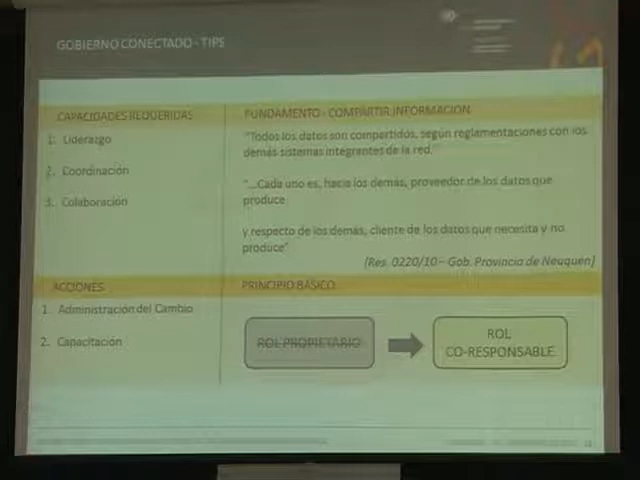 GOBIERNO CONECTADO - TIPS
CAPACIDADES REQUERIDAS
1. Liderazgo
2. Coordinación
3. Colaboración
FUNDAMENTO - COMPARTIR INFORMACION
"Todos los datos son compartidos, según reglamentaciones con los
demás sistemas integrantes de la red."
"...Cada uno es, hacia los demás, proveedor de los datos que
produce
y respecto de los demás, cliente de los datos que necesita y no
produce"
(Res. 0220/10 – Gob. Provincia de Neuquén)
ACCIONES
1. Administración del Cambio
2. Capacitación
PRINCIPIO BASICO
ROL PROPIETARIO
ROL
CO-RESPONSABLE